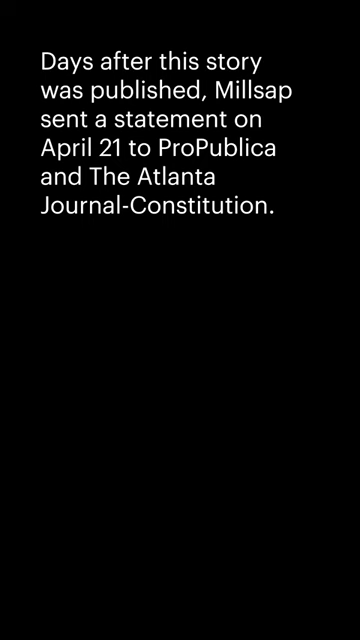 Days after this story
was published, Millsap
sent a statement on
April 21 to ProPublica
and The Atlanta
Journal-Constitution.